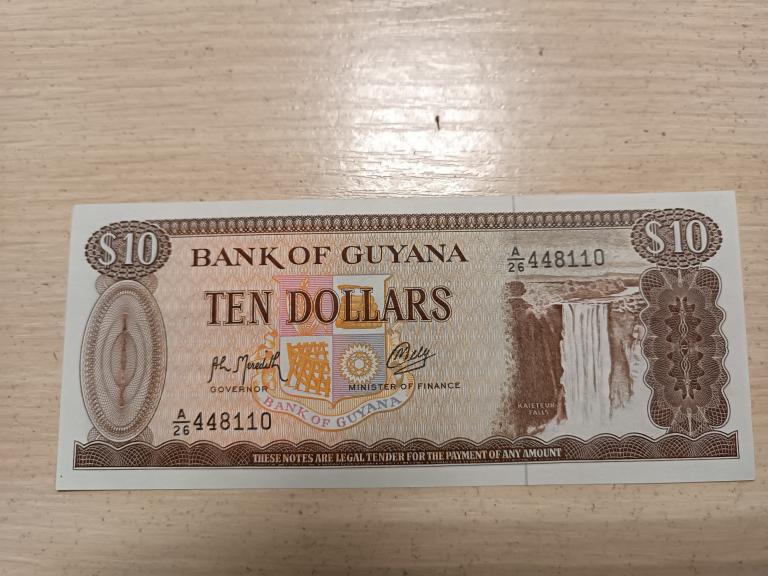 $10
BANK OF GUYANA
A/26 448110
$10
TEN DOLLARS
GOVERNOR
MINISTER OF FINANCE
BANK OF GUYANA
KAIETEUR
FALLS
A/26 448110
THESE NOTES ARE LEGAL TENDER FOR THE PAYMENT OF ANY AMOUNT